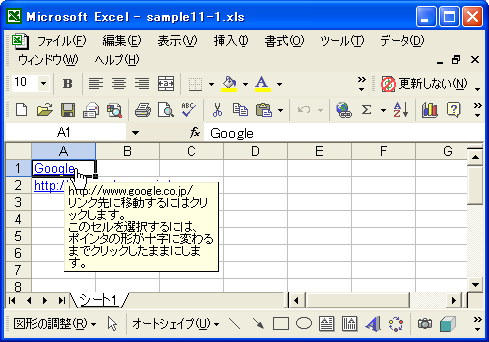 Microsoft Excel - sample11-1.xls
ファイル(F) 編集(E) 表示(V) 挿入(I) 書式(O) ツール(T) データ(D)
ウィンドウ(W) ヘルプ(H)
10 B A 更新しない(N)
ABC Σ A Z ?
A1 fx Google
A B C D E F G
1 Google
2 http://
http://www.google.co.jp/
リンク先に移動するにはクリ
ックします。
このセルを選択するには、
ポインタの形が十字に変わる
までクリックしたままにしま
す。
3
4
5
6
7
8
シート1
図形の調整(R) オートシェイプ(U) A